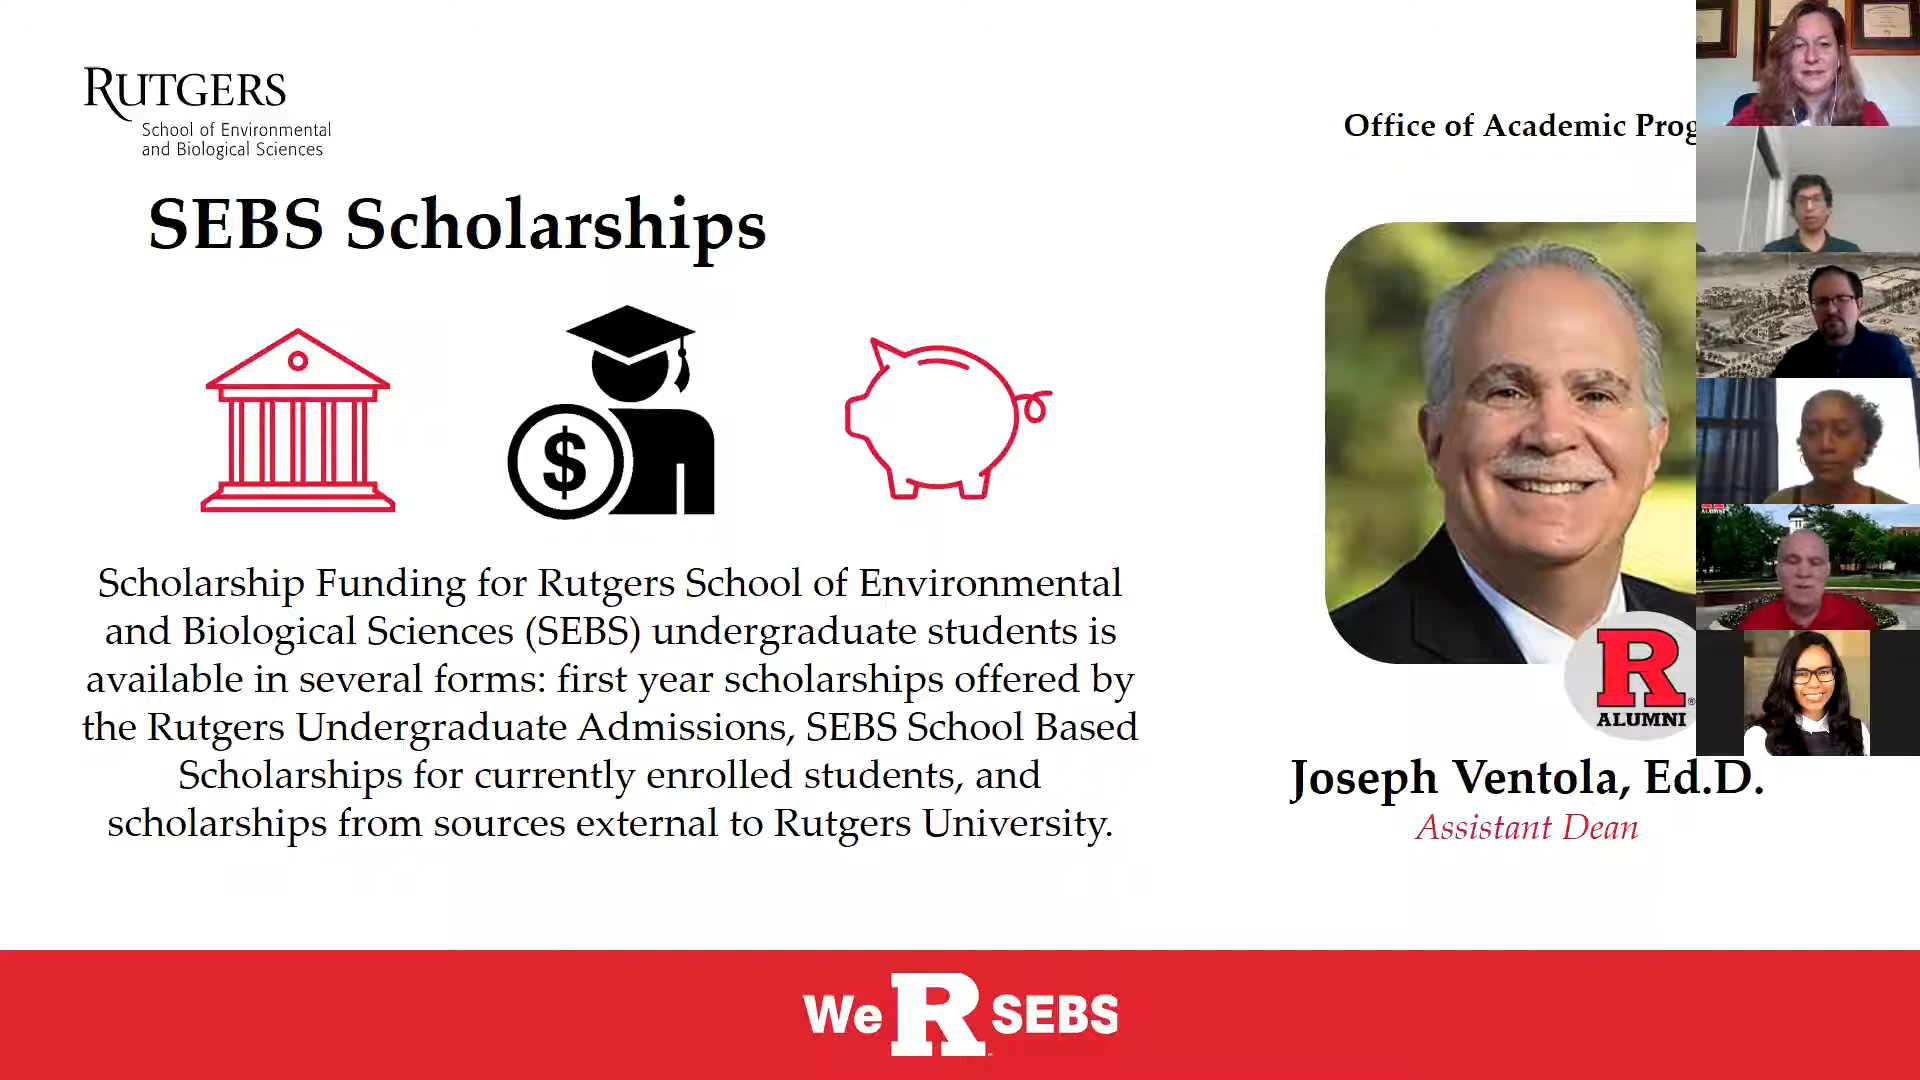 RUTGERS
School of Environmental
and Biological Sciences
Office of Academic Prog
SEBS Scholarships
$
Scholarship Funding for Rutgers School of Environmental
and Biological Sciences (SEBS) undergraduate students is
available in several forms: first year scholarships offered by
the Rutgers Undergraduate Admissions, SEBS School Based
Scholarships for currently enrolled students, and
scholarships from sources external to Rutgers University.
R
ALUMNI
ALUMNI
Joseph Ventola, Ed.D.
Assistant Dean
We R SEBS